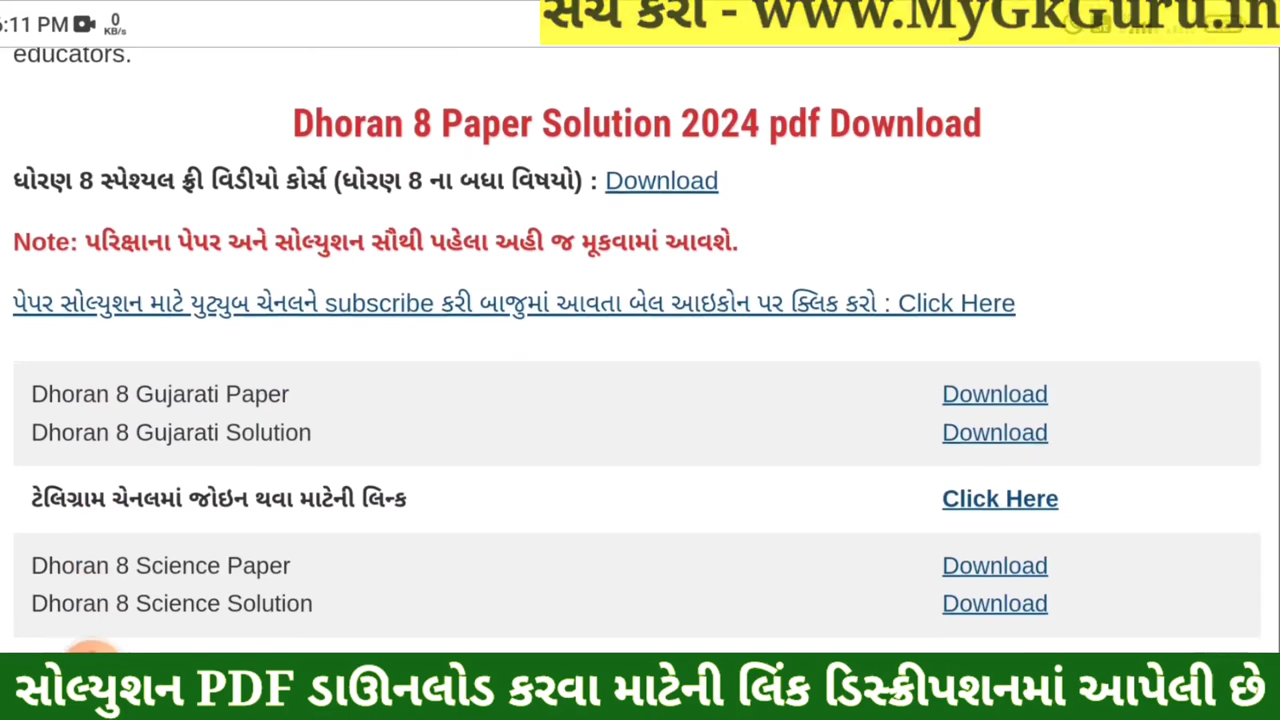 સર્ચ કરો - www.MyGkGuru.in
6:11 PM 0 KB/s
educators.
Dhoran 8 Paper Solution 2024 pdf Download
ધોરણ 8 સ્પેશ્યલ ફ્રી વિડીયો કોર્સ (ધોરણ 8 ના બધા વિષયો) : Download
Note: પરિક્ષાના પેપર અને સોલ્યુશન સૌથી પહેલા અહી જ મૂકવામાં આવશે.
પેપર સોલ્યુશન માટે યુટ્યુબ ચેનલને subscribe કરી બાજુમાં આવતા બેલ આઇકોન પર ક્લિક કરો : Click Here
Dhoran 8 Gujarati Paper Download
Dhoran 8 Gujarati Solution Download
ટેલિગ્રામ ચેનલમાં જોઇન થવા માટેની લિન્ક Click Here
Dhoran 8 Science Paper Download
Dhoran 8 Science Solution Download
સોલ્યુશન PDF ડાઊનલોડ કરવા માટેની લિંક ડિસ્ક્રીપશનમાં આપેલી છે